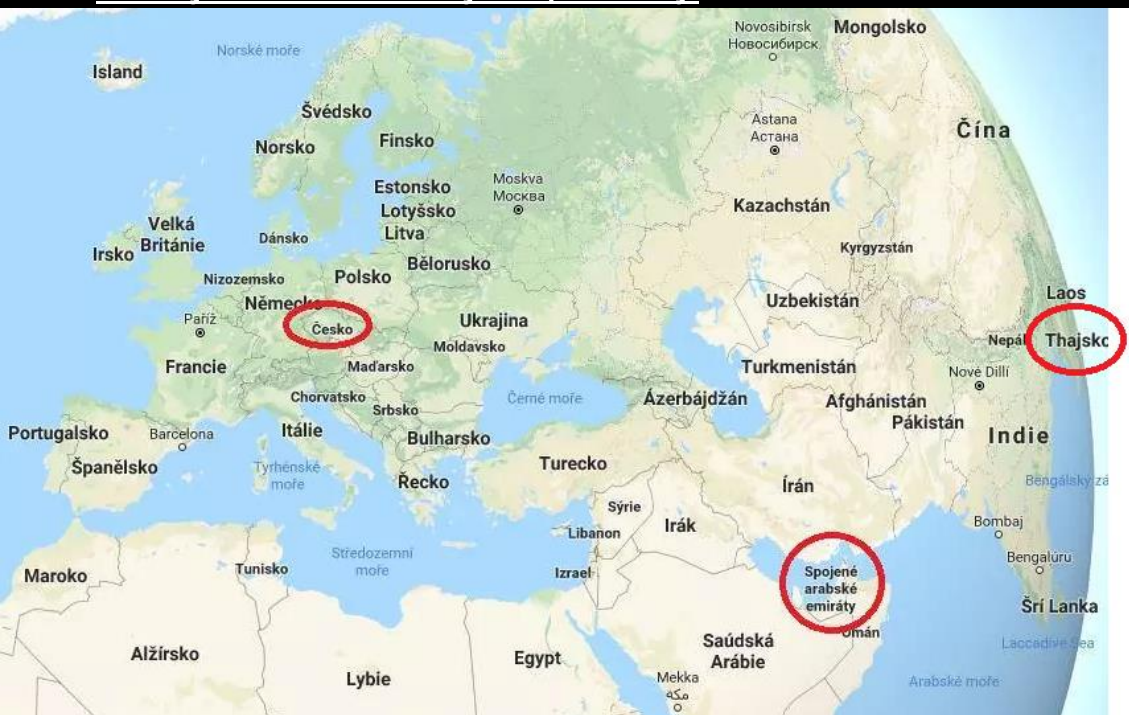 Novosibirsk
Новосибирск
Mongolsko
Norské moře
Island
Švédsko
Astana
Астана
Čína
Norsko
Finsko
Moskva
Москва
Estonsko
Lotyšsko
Litva
Kazachstán
Velká
Británie
Irsko
Dánsko
Kyrgyzstán
Bělorusko
Nizozemsko
Polsko
Německo
Uzbekistán
Laos
Paříž
Česko
Ukrajina
Moldavsko
Nepál
Thajsko
Francie
Maďarsko
Turkmenistán
Nové Dillí
Chorvatsko
Srbsko
Černé moře
Ázerbájdžán
Afghánistán
Pákistán
Portugalsko
Barcelona
Itálie
Bulharsko
Indie
Španělsko
Tyrhénské
moře
Řecko
Turecko
Írán
Bengálský zá
Sýrie
Libanon
Irák
Bombaj
Středozemní
moře
Bengalúru
Maroko
Tunisko
Izrael
Spojené
arabské
emiráty
Šrí Lanka
Omán
Saúdská
Arábie
Laccadive Sea
Alžírsko
Lybie
Egypt
Mekka
مكة
Arabské moře